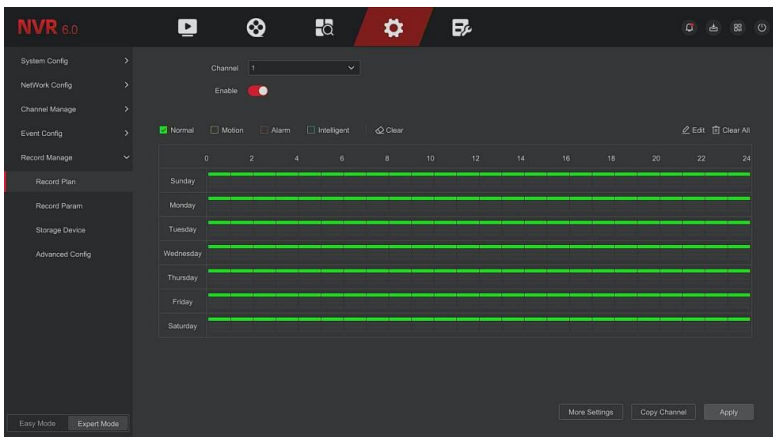 NVR 6.0
System Config
NetWork Config
Channel Manage
Event Config
Record Manage
Record Plan
Record Param
Storage Device
Advanced Config
Easy Mode Expert Mode
Channel 1
Enable
Normal Motion Alarm Intelligent Clear Edit Clear All
0 2 4 6 8 10 12 14 16 18 20 22 24
Sunday
Monday
Tuesday
Wednesday
Thursday
Friday
Saturday
More Settings Copy Channel Apply